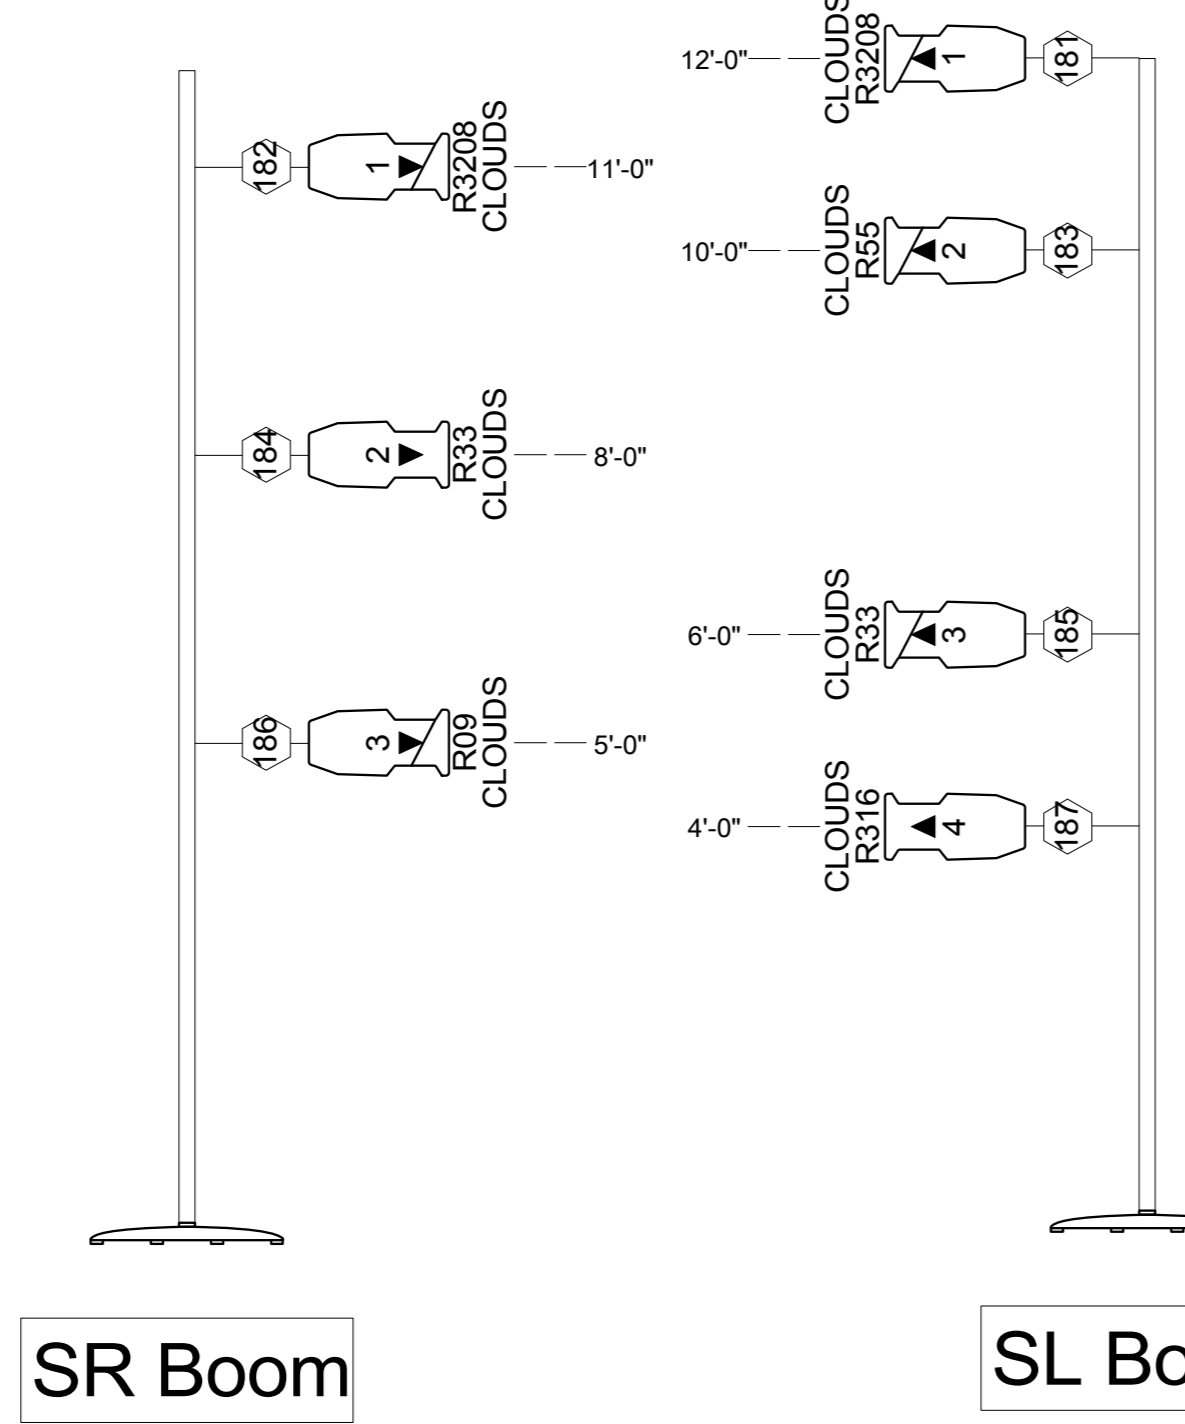 182
1
R3208
CLOUDS
11'-0"
184
2
R33
CLOUDS
8'-0"
186
3
R09
CLOUDS
5'-0"
SR Boom
12'-0"
CLOUDS
R3208
1
181
10'-0"
CLOUDS
R55
2
183
6'-0"
CLOUDS
R33
3
185
4'-0"
CLOUDS
R316
4
187
SL Bo